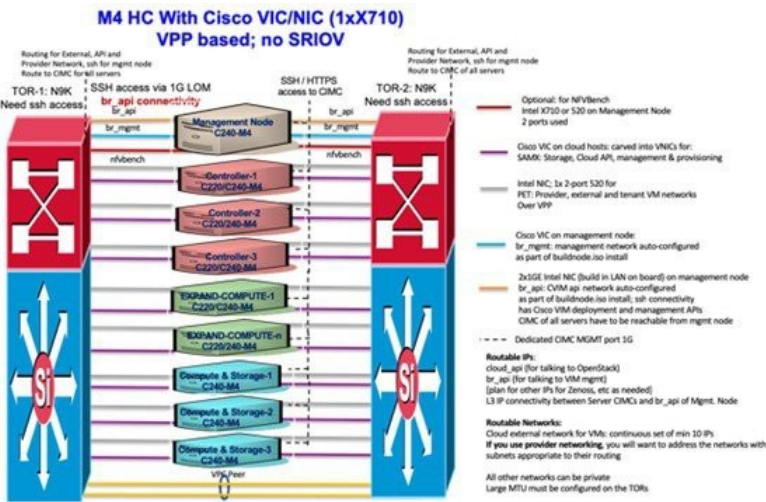 M4 HC With Cisco VIC/NIC (1xX710)
VPP based; no SRIOV
Routing for External, API and
Provider Network, ssh for mgmt node
Route to CIMC for all servers
TOR-1: N9K
Need ssh access
SSH access via 1G LOM
br_api connectivity
SSH / HTTPS
access to CIMC
Routing for External, API and
Provider Network, ssh for mgmt node
Route to CIMC of all servers
TOR-2: N9K
Need ssh access
br_api
br_mgmt
nfvbench
br_api
br_mgmt
nfvbench
Management Node
C240-M4
Controller-1
C220/C240-M4
Controller-2
C220/240-M4
Controller-3
C220/C240-M4
EXPAND-COMPUTE-1
C220/C240-M4
EXPAND-COMPUTE-n
C220/240-M4
Compute & Storage-1
C240-M4
Compute & Storage-2
C240-M4
Compute & Storage-3
C240-M4
VPC Peer
Si
Si
Optional: for NFVBench
Intel X710 or 520 on Management Node
2 ports used
Cisco VIC on cloud hosts: carved into VNICs for:
SAMX: Storage, Cloud API, management & provisioning
Intel NIC; 1x 2-port 520 for
PET: Provider, external and tenant VM networks
Over VPP
Cisco VIC on management node:
br_mgmt: management network auto-configured
as part of buildnode.iso install
2x1GE Intel NIC (build in LAN on board) on management node
br_api: CVIM api network auto-configured
as part of buildnode.iso install; ssh connectivity
has Cisco VIM deployment and management APIs
CIMC of all servers have to be reachable from mgmt node
Dedicated CIMC MGMT port 1G
Routable IPs:
cloud_api (for talking to OpenStack)
br_api (for talking to VIM mgmt)
[plan for other IPs for Zenoss, etc as needed]
L3 IP connectivity between Server CIMCs and br_api of Mgmt. Node
Routable Networks:
Cloud external network for VMs: continuous set of min 10 IPs
If you use provider networking, you will want to address the networks with
subnets appropriate to their routing
All other networks can be private
Large MTU must be configured on the TORs